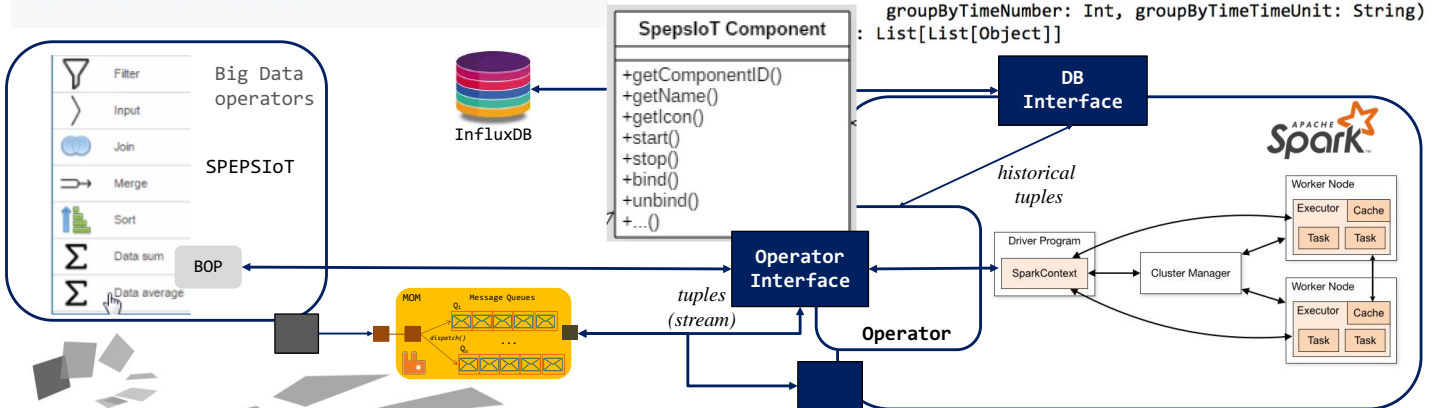 groupByTimeNumber: Int, groupByTimeTimeUnit: String)
: List[List[Object]]
SpepsIoT Component
+getComponentID()
+getName()
+getIcon()
+start()
+stop()
+bind()
+unbind()
+...()
Filter
Input
Join
Merge
Sort
Data sum
Data average
Big Data
operators
SPEPSIoT
BOP
InfluxDB
DB
Interface
historical
tuples
APACHE
Spark
TM
Operator
Interface
tuples
(stream)
Operator
MOM
Message Queues
Q1
dispatch()
...
Qm
Driver Program
SparkContext
Cluster Manager
Worker Node
Executor
Cache
Task
Task
Worker Node
Executor
Cache
Task
Task